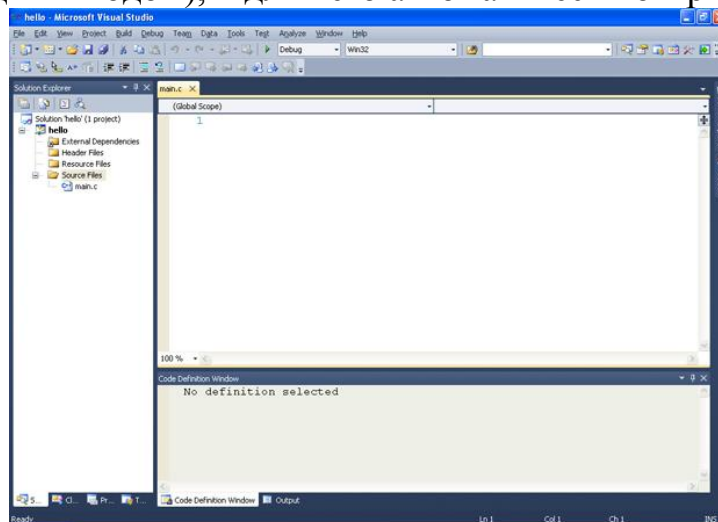 hello - Microsoft Visual Studio
File Edit View Project Build Debug Team Data Tools Test Analyze Window Help
Debug Win32
Solution Explorer
main.c
(Global Scope)
Solution 'hello' (1 project)
hello
External Dependencies
Header Files
Resource Files
Source Files
main.c
1
100 %
Code Definition Window
No definition selected
S... Cl... Pr... T...
Code Definition Window Output
Ready Ln 1 Col 1 Ch 1 INS